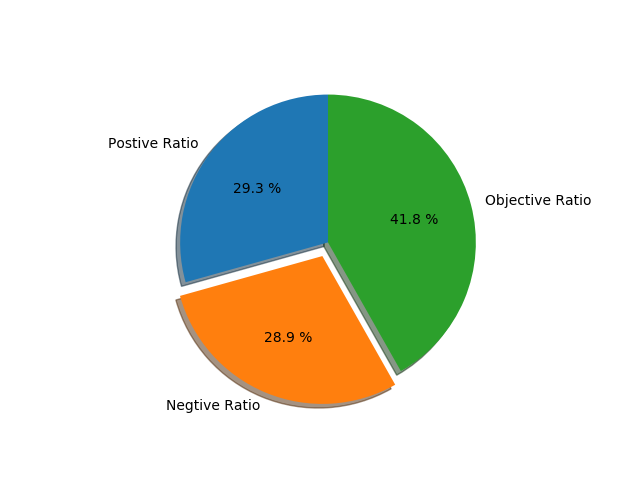 Postive Ratio
29.3 %
Objective Ratio
41.8 %
28.9 %
Negtive Ratio